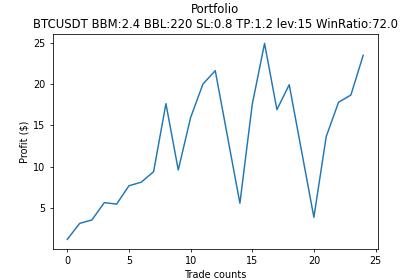 Portfolio
BTCUSDT BBM:2.4 BBL:220 SL:0.8 TP:1.2 lev:15 WinRatio:72.0
25
20
15
10
5
Profit ($)
0 5 10 15 20 25
Trade counts